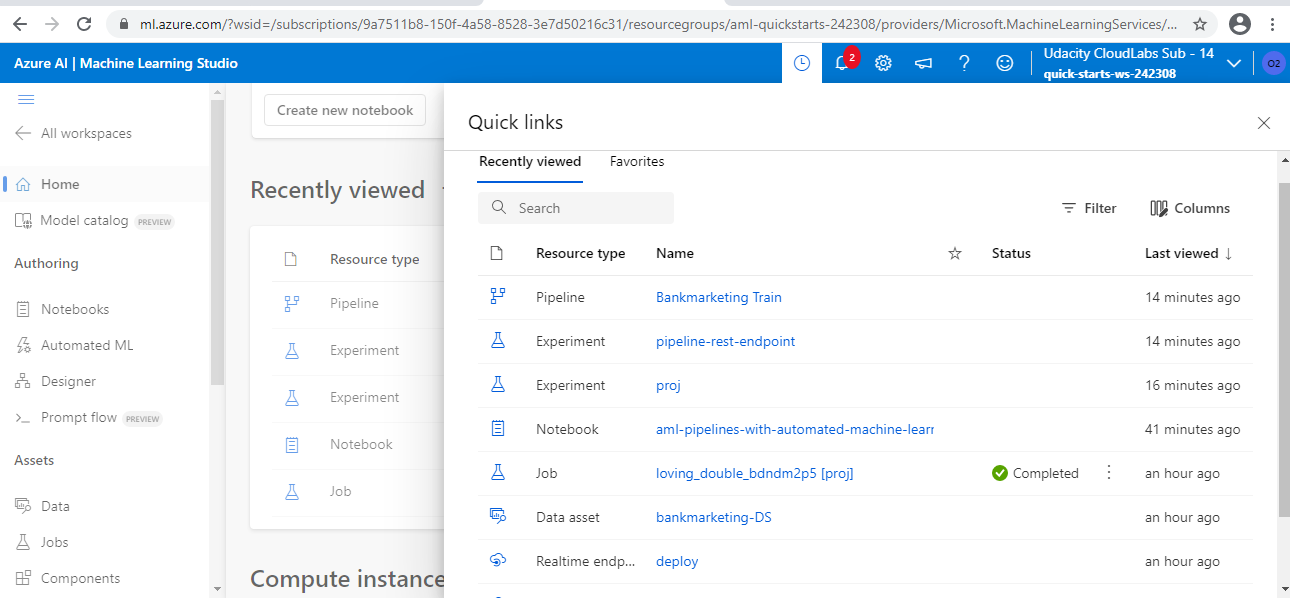 ml.azure.com/?wsid=/subscriptions/9a7511b8-150f-4a58-8528-3e7d50216c31/resourcegroups/aml-quickstarts-242308/providers/Microsoft.MachineLearningServices/...
Azure AI | Machine Learning Studio
2
?
Udacity CloudLabs Sub - 14
quick-starts-ws-242308
O2
All workspaces
Home
Model catalog PREVIEW
Authoring
Notebooks
Automated ML
Designer
Prompt flow PREVIEW
Assets
Data
Jobs
Components
Create new notebook
Recently viewed
Resource type
Pipeline
Experiment
Experiment
Notebook
Job
Compute instance
Quick links
Recently viewed Favorites
Search Filter Columns
Resource type Name Status Last viewed ↓
Pipeline Bankmarketing Train 14 minutes ago
Experiment pipeline-rest-endpoint 14 minutes ago
Experiment proj 16 minutes ago
Notebook aml-pipelines-with-automated-machine-learr 41 minutes ago
Job loving_double_bdndm2p5 [proj] Completed an hour ago
Data asset bankmarketing-DS an hour ago
Realtime endp... deploy an hour ago